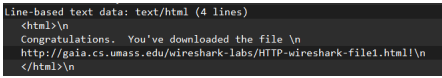 Line-based text data: text/html (4 lines)
<html>\n
Congratulations.  You've downloaded the file \n
http://gaia.cs.umass.edu/wireshark-labs/HTTP-wireshark-file1.html!\n
</html>\n